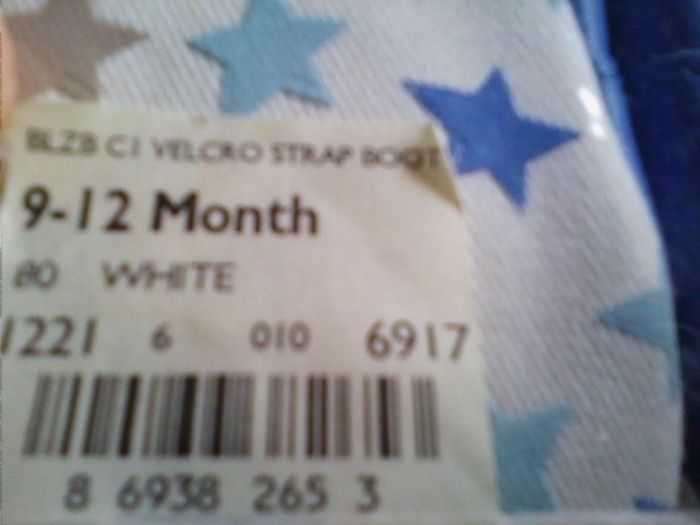 BLZB C1 VELCRO STRAP BOOT
9-12 Month
80 WHITE
1221 6 010 6917
8 6938 265 3